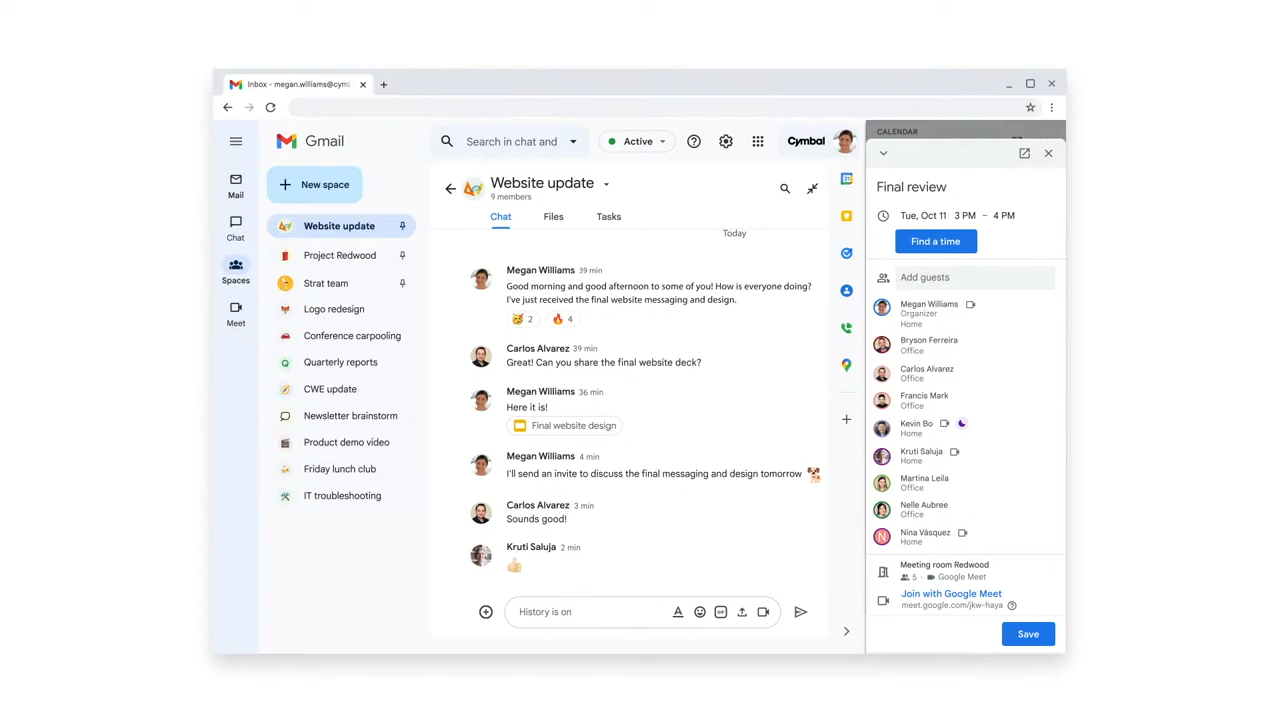 Inbox - megan.williams@cymb
Gmail
Search in chat and
Active
Cymbal
Mail
Chat
Spaces
Meet
New space
Website update
Project Redwood
Strat team
Logo redesign
Conference carpooling
Quarterly reports
CWE update
Newsletter brainstorm
Product demo video
Friday lunch club
IT troubleshooting
Website update
9 members
Chat Files Tasks
Today
Megan Williams 39 min
Good morning and good afternoon to some of you! How is everyone doing?
I've just received the final website messaging and design.
2 4
Carlos Alvarez 39 min
Great! Can you share the final website deck?
Megan Williams 36 min
Here it is!
Final website design
Megan Williams 4 min
I'll send an invite to discuss the final messaging and design tomorrow
Carlos Alvarez 3 min
Sounds good!
Kruti Saluja 2 min
History is on
GIF
31
CALENDAR
Final review
Tue, Oct 11 3 PM – 4 PM
Find a time
Add guests
Megan Williams
Organizer
Home
Bryson Ferreira
Office
Carlos Alvarez
Office
Francis Mark
Office
Kevin Bo
Home
Kruti Saluja
Home
Martina Leila
Office
Nelle Aubree
Office
N
Nina Vásquez
Home
Meeting room Redwood
5 · Google Meet
Join with Google Meet
meet.google.com/jkw-haya
Save